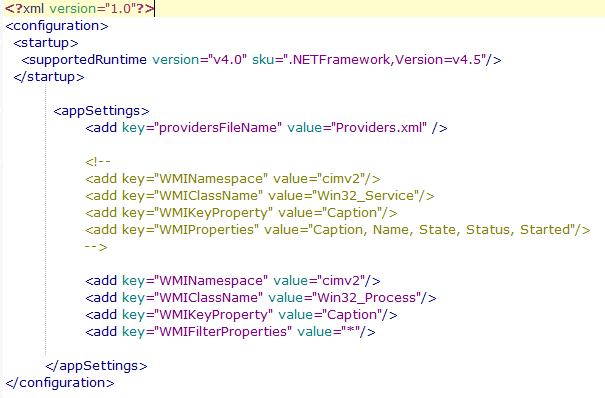 <?xml version="1.0"?>
<configuration>
<startup>
<supportedRuntime version="v4.0" sku=".NETFramework,Version=v4.5"/>
</startup>
<appSettings>
<add key="providersFileName" value="Providers.xml" />
<!--
<add key="WMINamespace" value="cimv2"/>
<add key="WMIClassName" value="Win32_Service"/>
<add key="WMIKeyProperty" value="Caption"/>
<add key="WMIProperties" value="Caption, Name, State, Status, Started"/>
-->
<add key="WMINamespace" value="cimv2"/>
<add key="WMIClassName" value="Win32_Process"/>
<add key="WMIKeyProperty" value="Caption"/>
<add key="WMIFilterProperties" value="*"/>
</appSettings>
</configuration>